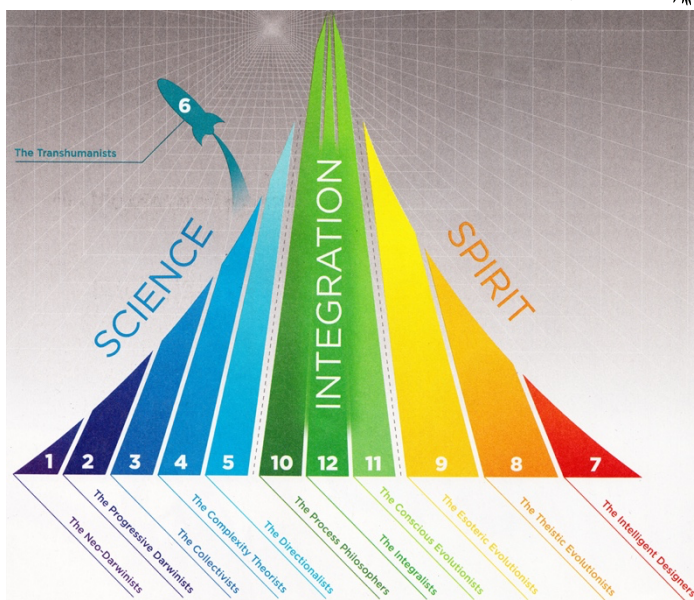 6
The Transhumanists
SCIENCE
INTEGRATION
SPIRIT
1
2
3
4
5
10
12
11
9
8
7
The Neo-Darwinists
The Progressive Darwinists
The Collectivists
The Complexity Theorists
The Directionalists
The Process Philosophers
The Integralists
The Conscious Evolutionists
The Esoteric Evolutionists
The Theistic Evolutionists
The Intelligent Designers